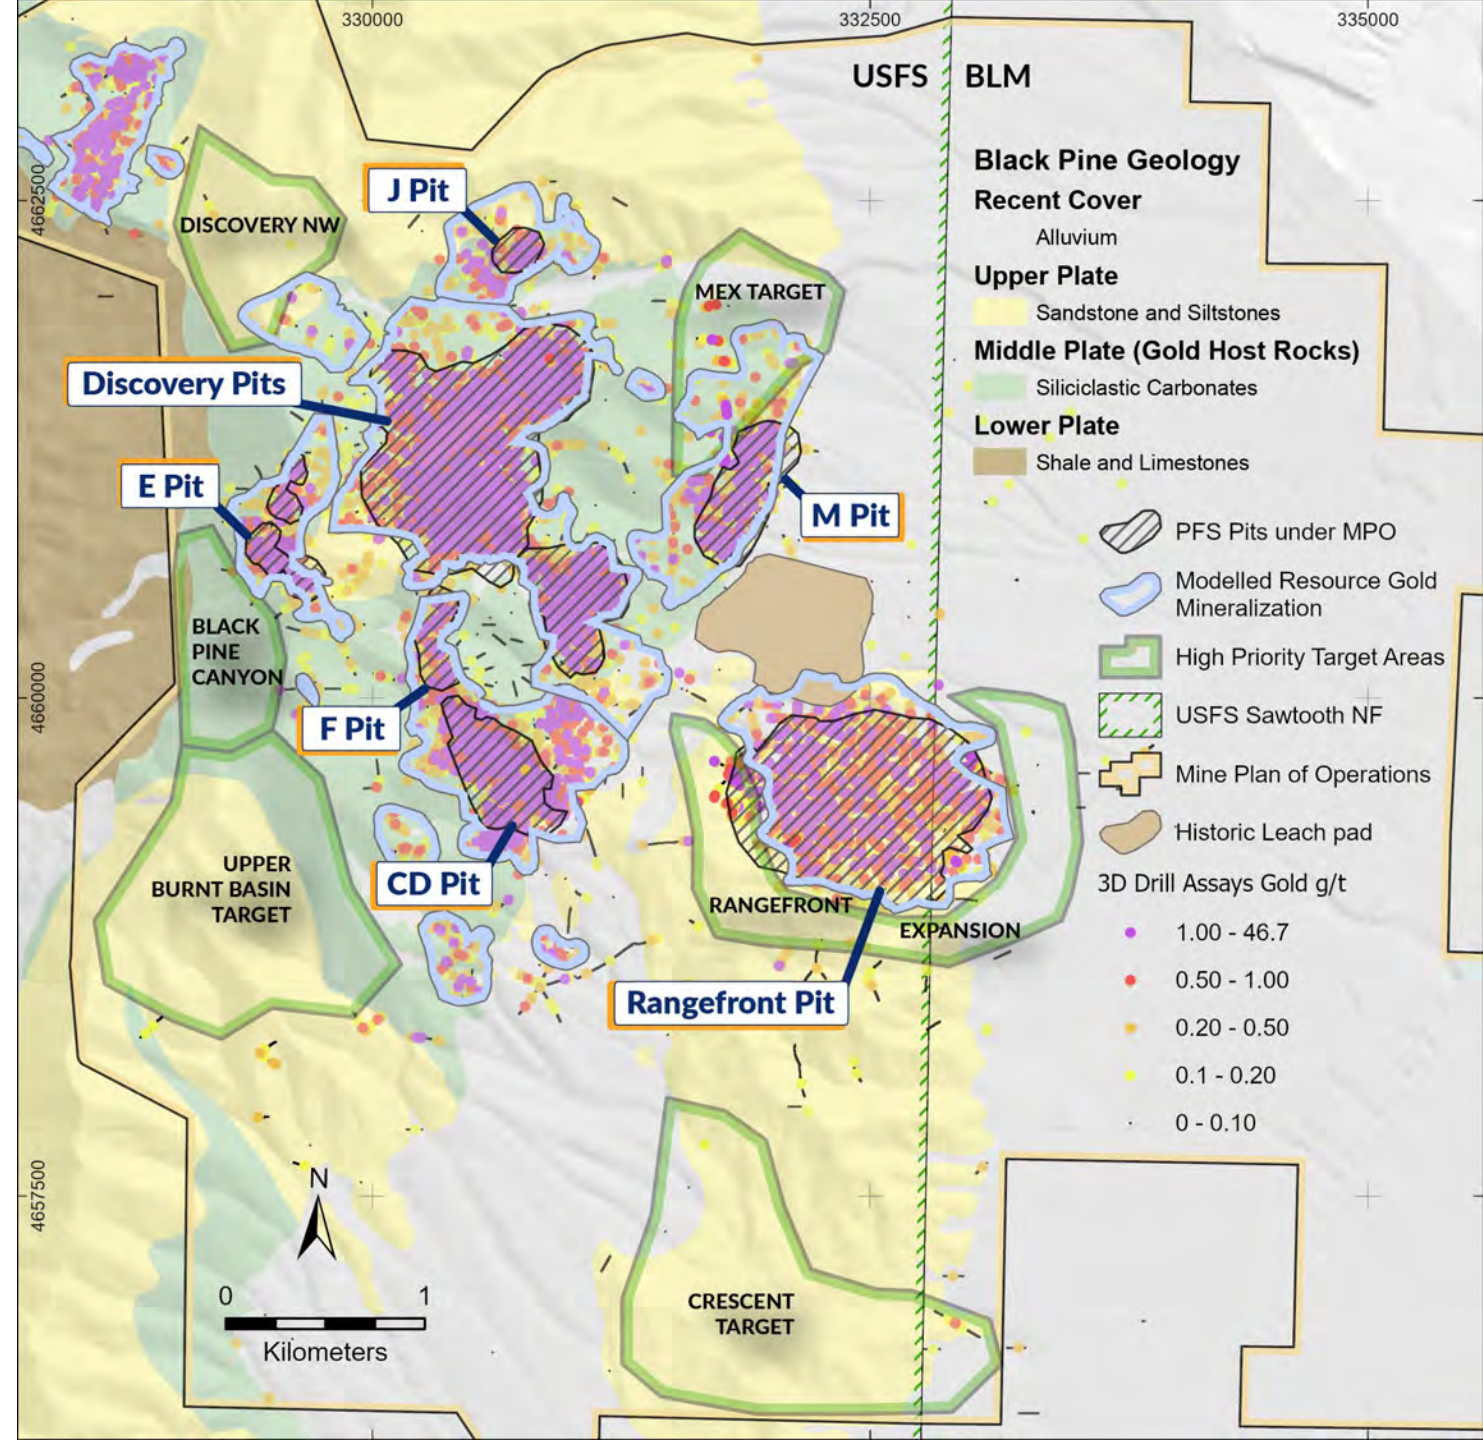 330000
332500
335000
USFS
BLM
4662500
4660000
4657500
J Pit
DISCOVERY NW
MEX TARGET
Discovery Pits
E Pit
M Pit
BLACK
PINE
CANYON
F Pit
UPPER
BURNT BASIN
TARGET
CD Pit
RANGEFRONT
EXPANSION
Rangefront Pit
CRESCENT
TARGET
N
0 1
Kilometers
Black Pine Geology
Recent Cover
Alluvium
Upper Plate
Sandstone and Siltstones
Middle Plate (Gold Host Rocks)
Siliciclastic Carbonates
Lower Plate
Shale and Limestones
PFS Pits under MPO
Modelled Resource Gold
Mineralization
High Priority Target Areas
USFS Sawtooth NF
Mine Plan of Operations
Historic Leach pad
3D Drill Assays Gold g/t
1.00 - 46.7
0.50 - 1.00
0.20 - 0.50
0.1 - 0.20
0 - 0.10